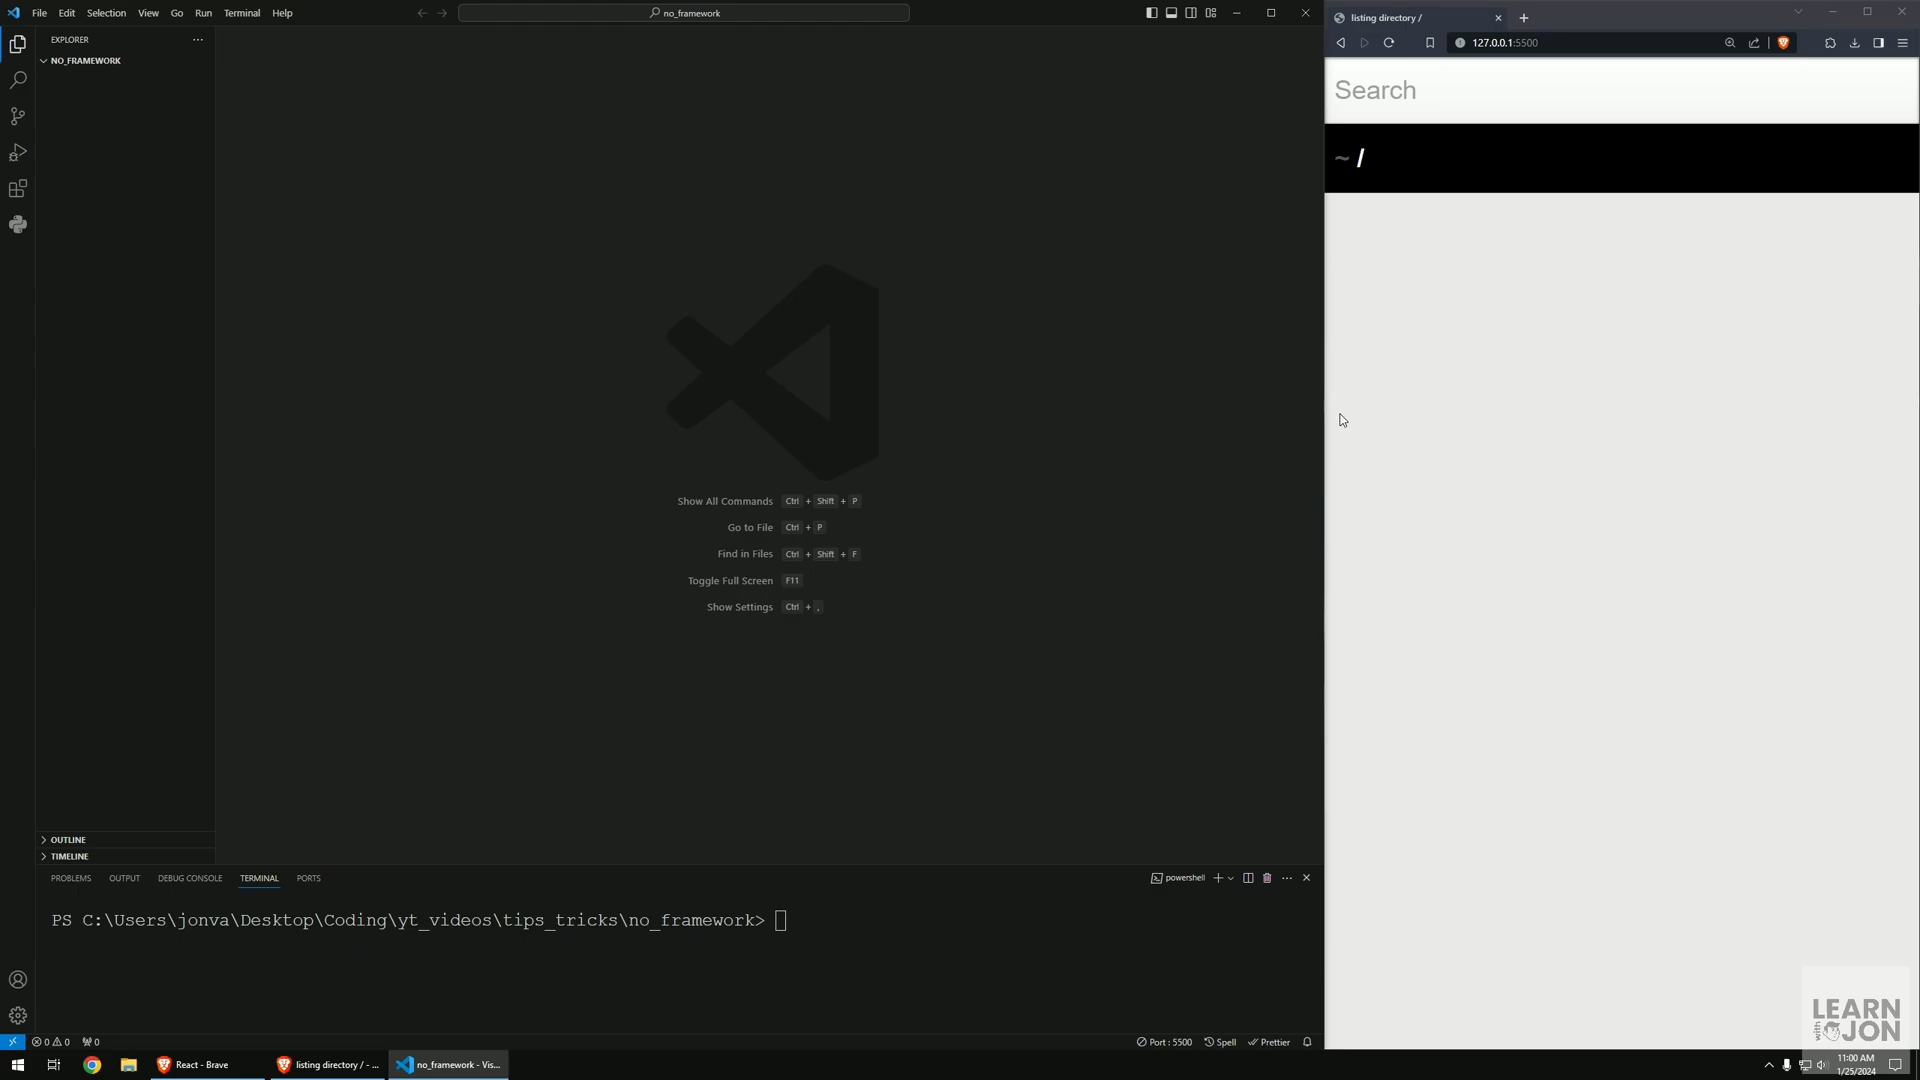 File Edit Selection View Go Run Terminal Help
no_framework
EXPLORER
NO_FRAMEWORK
Show All Commands Ctrl + Shift + P
Go to File Ctrl + P
Find in Files Ctrl + Shift + F
Toggle Full Screen F11
Show Settings Ctrl + ,
OUTLINE
TIMELINE
PROBLEMS OUTPUT DEBUG CONSOLE TERMINAL PORTS
powershell
PS C:\Users\jonva\Desktop\Coding\yt_videos\tips_tricks\no_framework>
0 0 0
Port : 5500 Spell Prettier
listing directory /
127.0.0.1:5500
Search
~ /
LEARN
with JON
React - Brave
listing directory / - ...
no_framework - Vis...
11:00 AM
1/25/2024